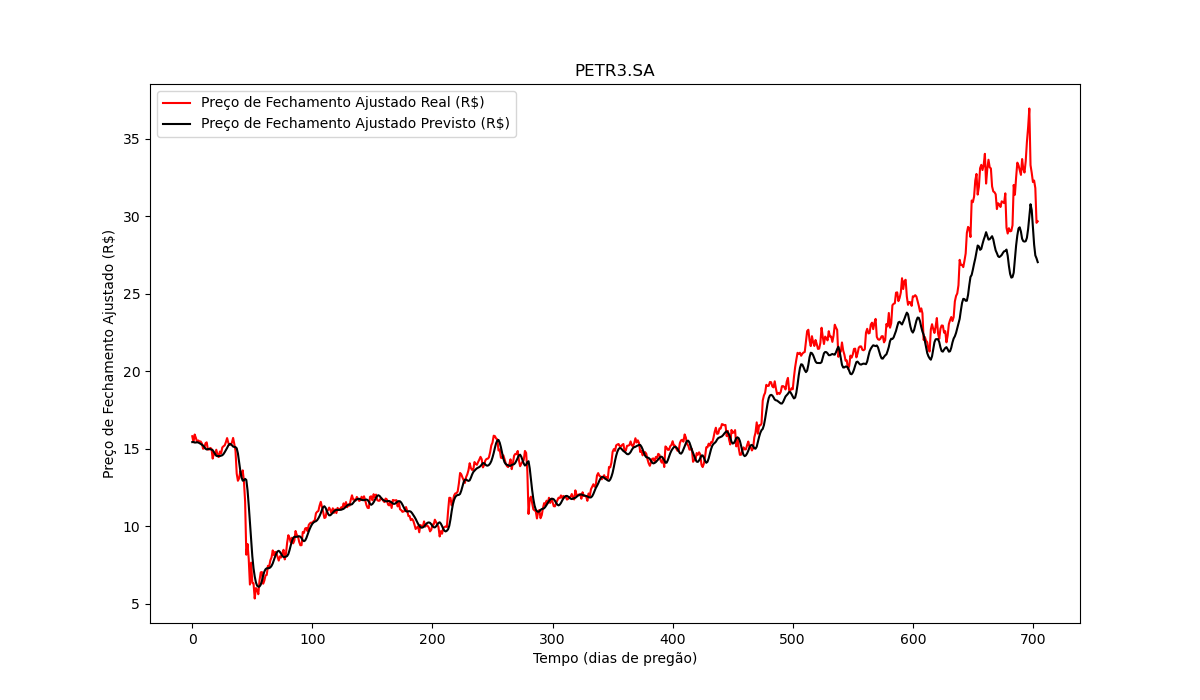 PETR3.SA
Preço de Fechamento Ajustado Real (R$)
Preço de Fechamento Ajustado Previsto (R$)
Preço de Fechamento Ajustado (R$)
35
30
25
20
15
10
5
0 100 200 300 400 500 600 700
Tempo (dias de pregão)